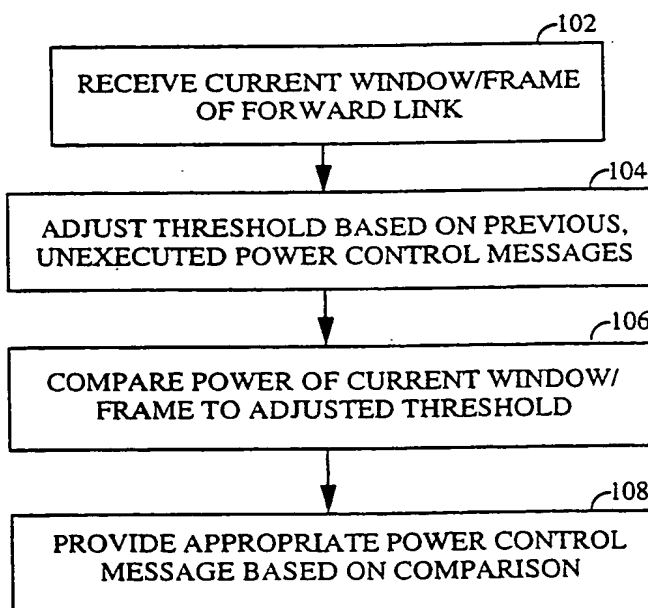 102
RECEIVE CURRENT WINDOW/FRAME
OF FORWARD LINK
104
ADJUST THRESHOLD BASED ON PREVIOUS,
UNEXECUTED POWER CONTROL MESSAGES
106
COMPARE POWER OF CURRENT WINDOW/
FRAME TO ADJUSTED THRESHOLD
108
PROVIDE APPROPRIATE POWER CONTROL
MESSAGE BASED ON COMPARISON